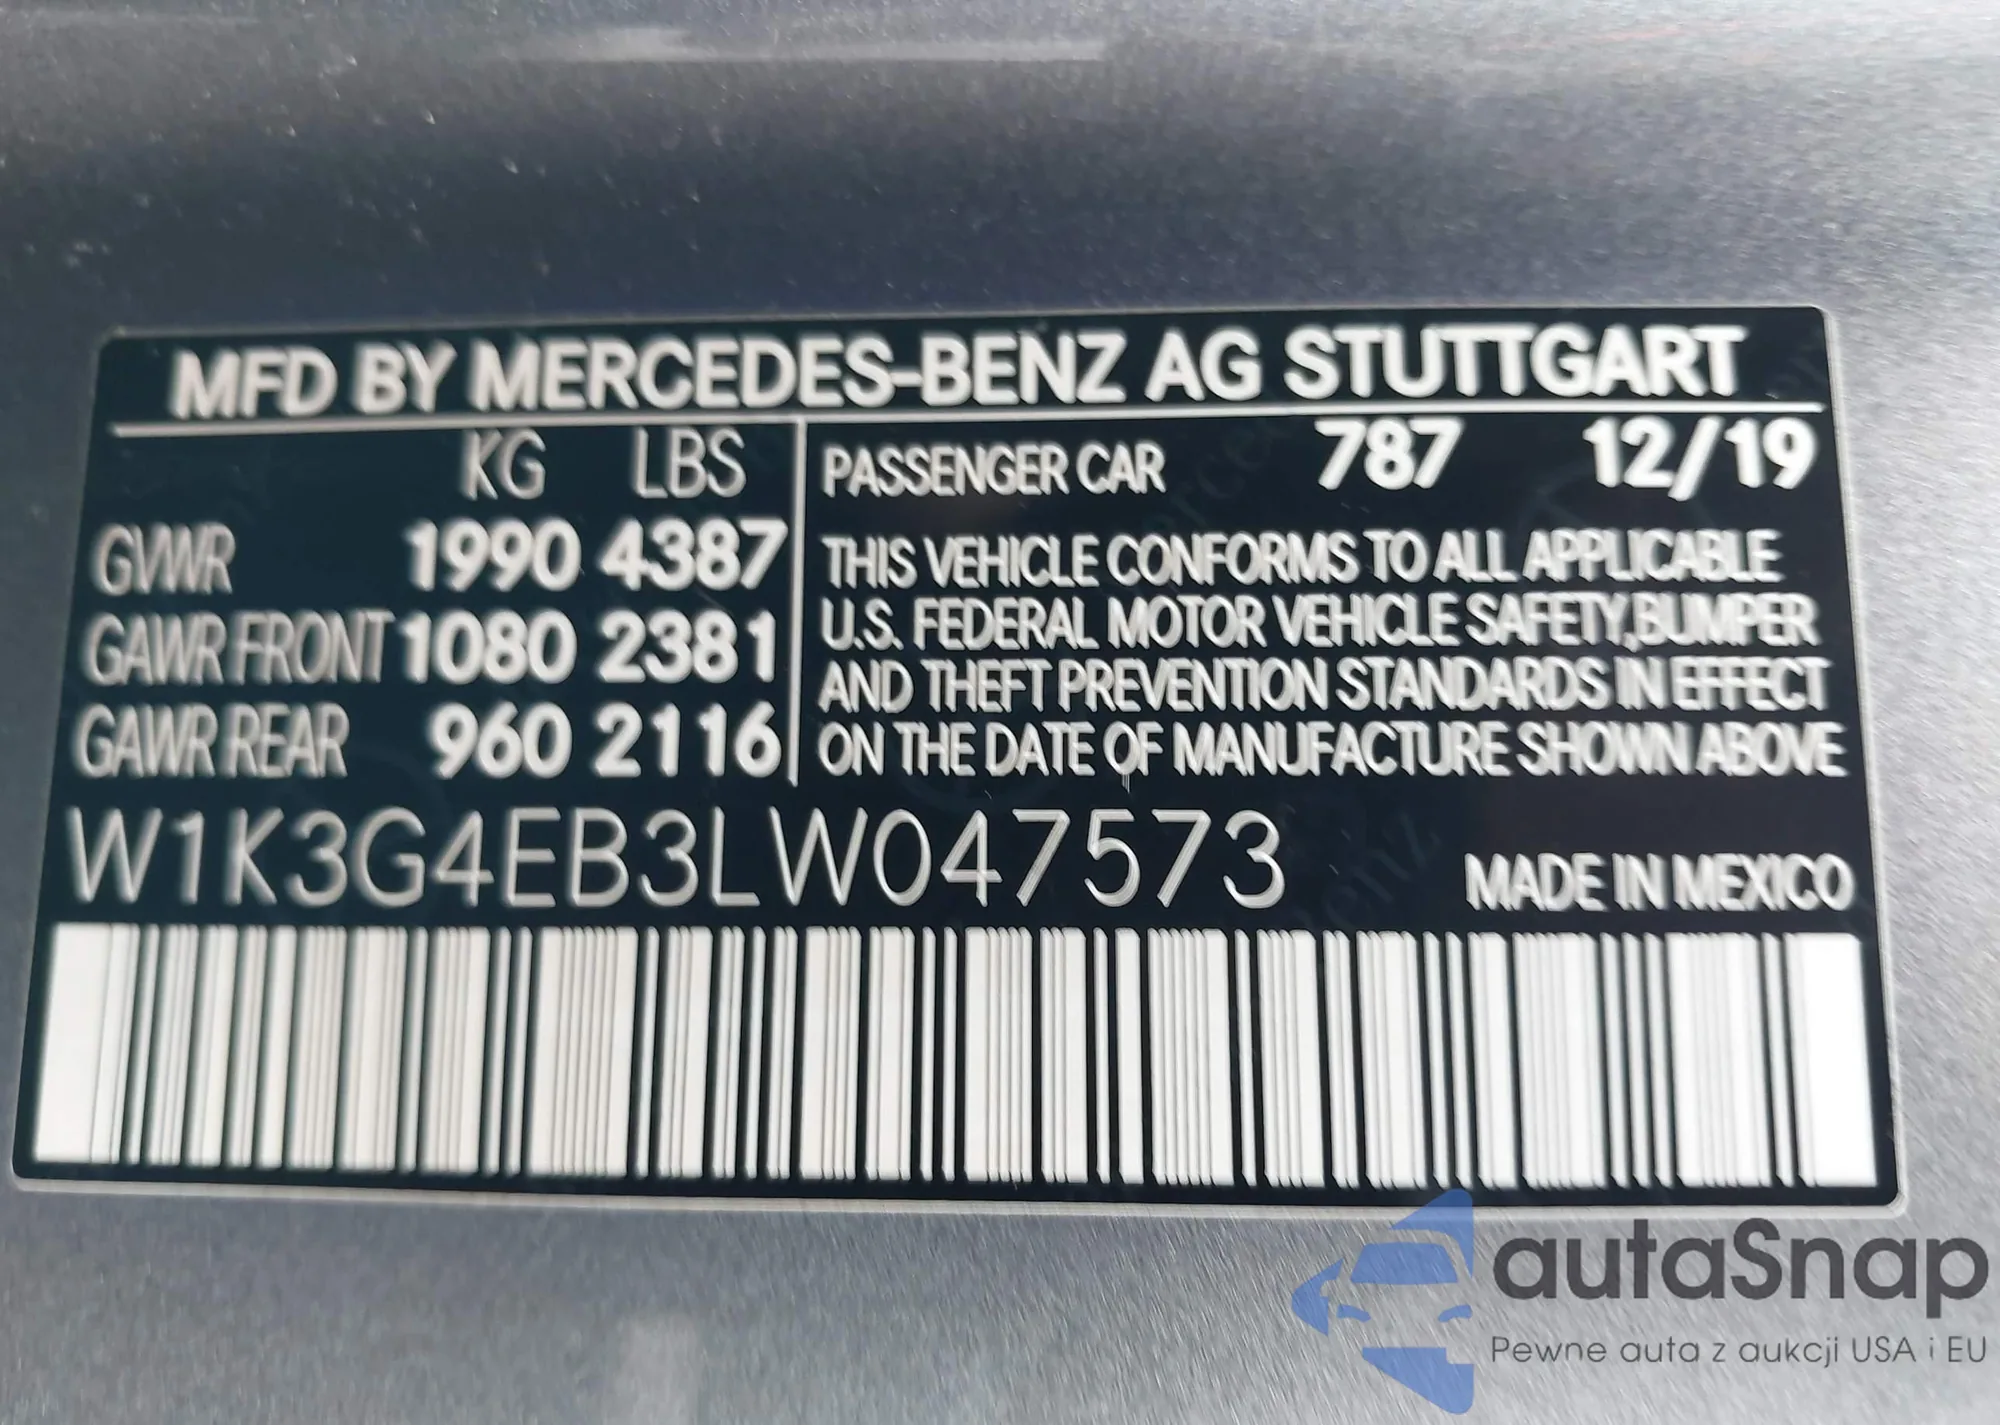 MFD BY MERCEDES-BENZ AG STUTTGART
KG LBS
GVWR 1990 4387
GAWR FRONT 1080 2381
GAWR REAR 960 2116
PASSENGER CAR 787 12/19
THIS VEHICLE CONFORMS TO ALL APPLICABLE
U.S. FEDERAL MOTOR VEHICLE SAFETY,BUMPER
AND THEFT PREVENTION STANDARDS IN EFFECT
ON THE DATE OF MANUFACTURE SHOWN ABOVE
W1K3G4EB3LW047573
MADE IN MEXICO
autaSnap
Pewne auta z aukcji USA i EU